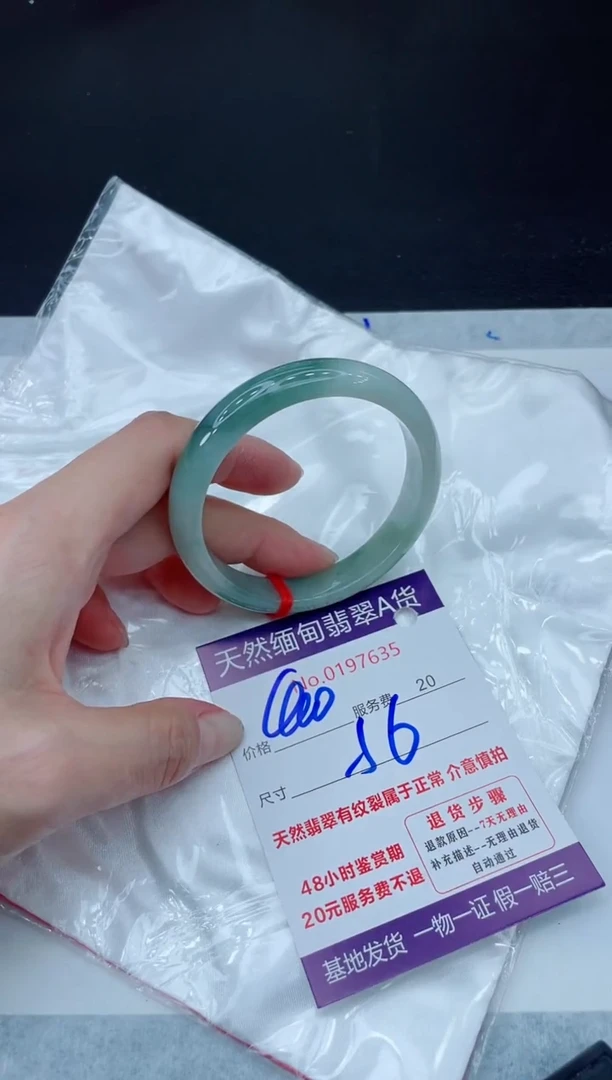 天然缅甸翡翠A货
No.0197635
价格 服务费 20
尺寸 56
天然翡翠有纹裂属于正常 介意慎拍
48小时鉴赏期
20元服务费不退
退货步骤
退款原因--7天无理由
补充描述--无理由退货
自动通过
基地发货 一物一证 假一赔三